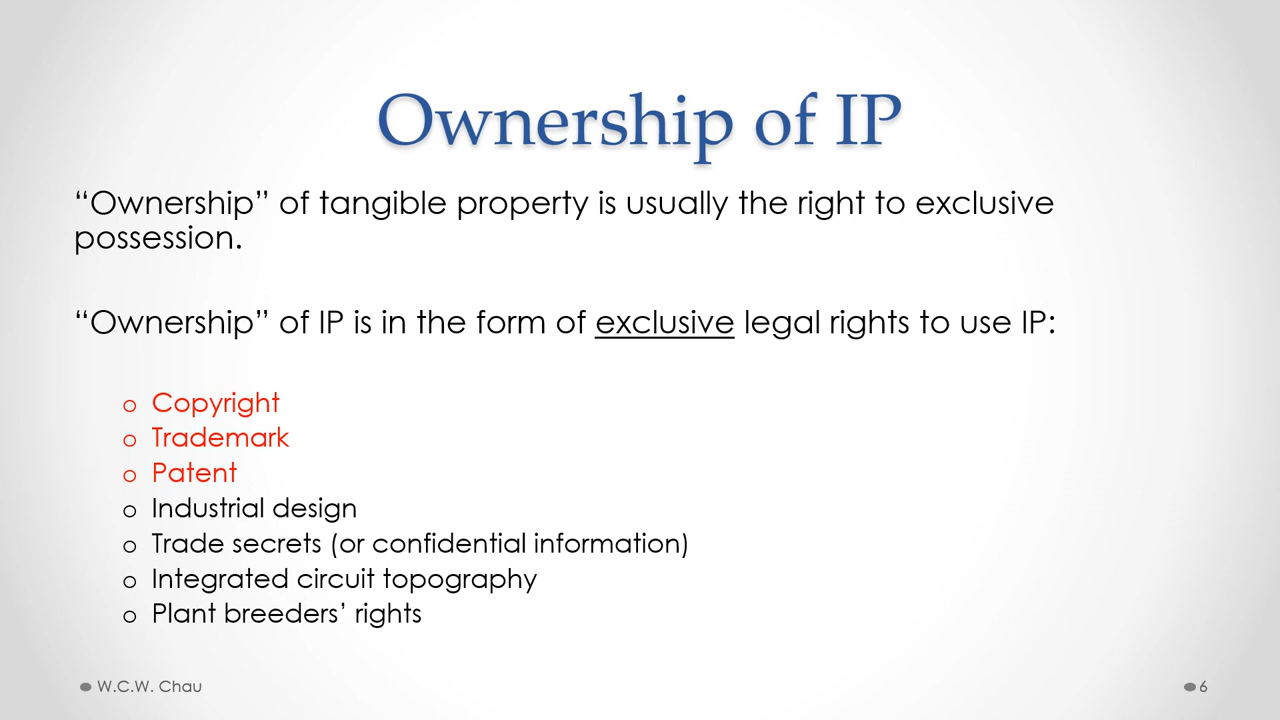 Ownership of IP
“Ownership” of tangible property is usually the right to exclusive
possession.
“Ownership” of IP is in the form of exclusive legal rights to use IP:
o Copyright
o Trademark
o Patent
o Industrial design
o Trade secrets (or confidential information)
o Integrated circuit topography
o Plant breeders’ rights
W.C.W. Chau
6